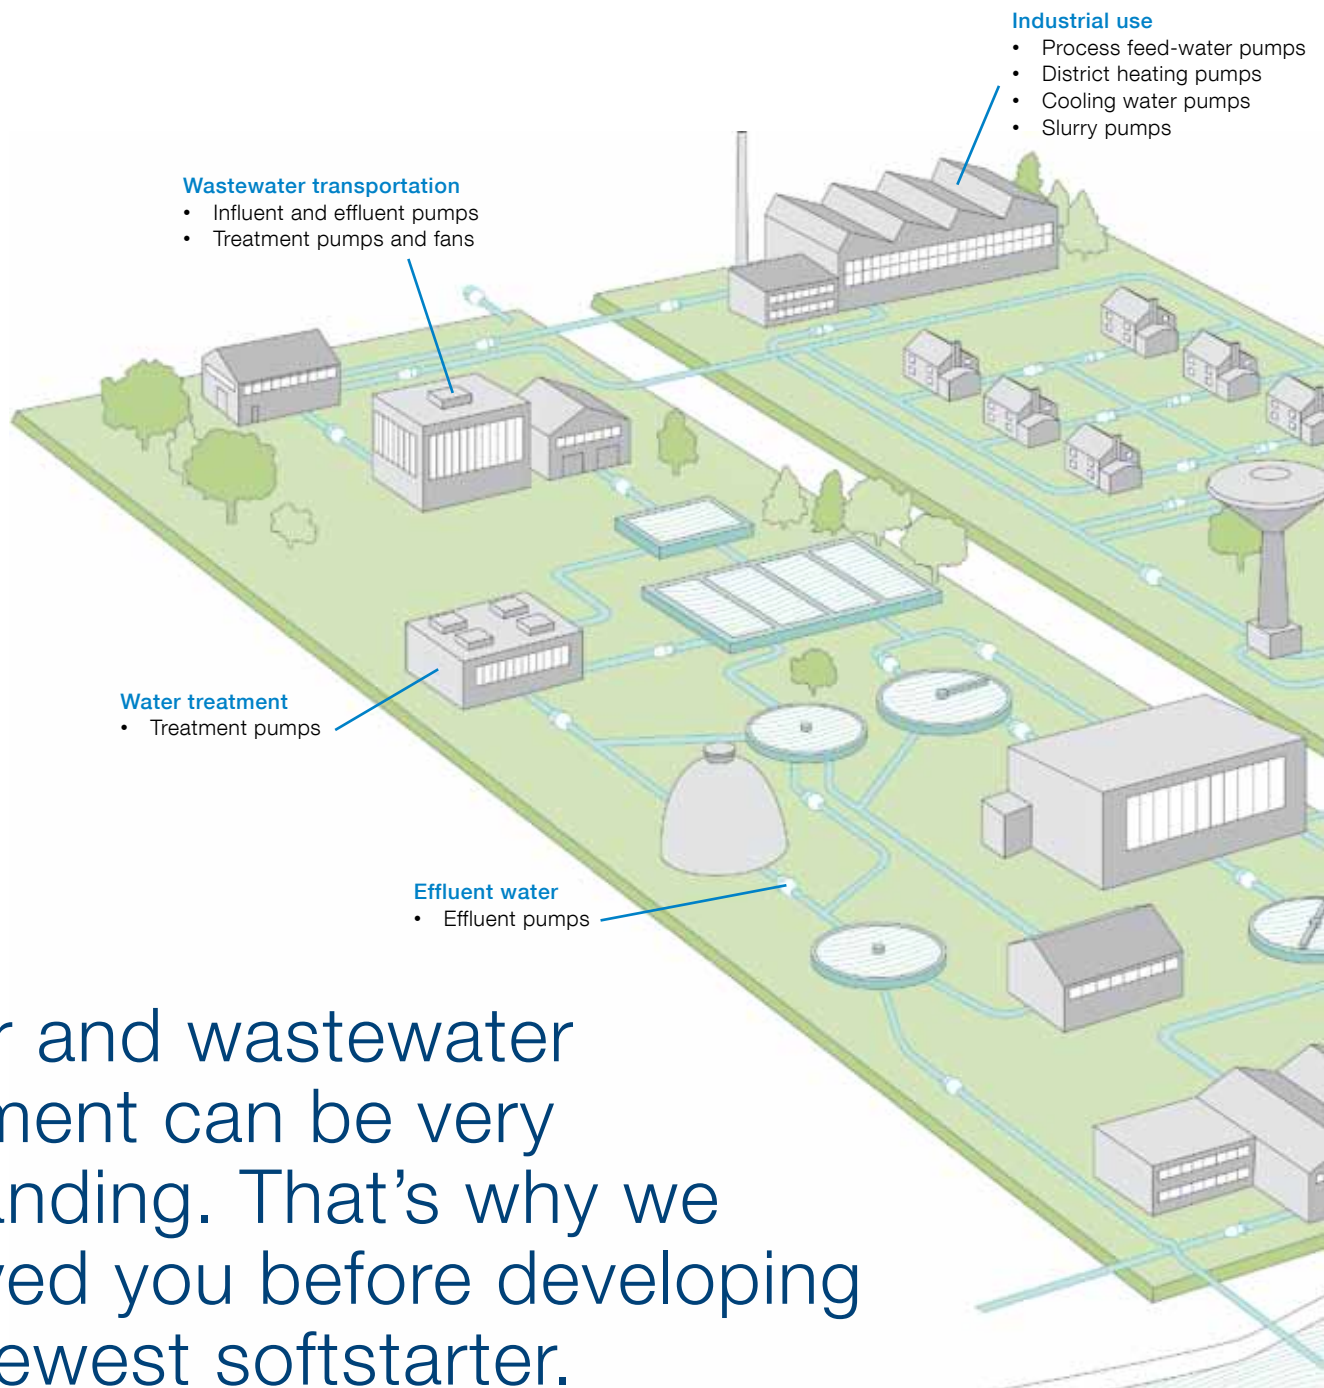 Industrial use
• Process feed-water pumps
• District heating pumps
• Cooling water pumps
• Slurry pumps
Wastewater transportation
• Influent and effluent pumps
• Treatment pumps and fans
Water treatment
• Treatment pumps
Effluent water
• Effluent pumps
r and wastewater
ment can be very
anding. That’s why we
ved you before developing
ewest softstarter.